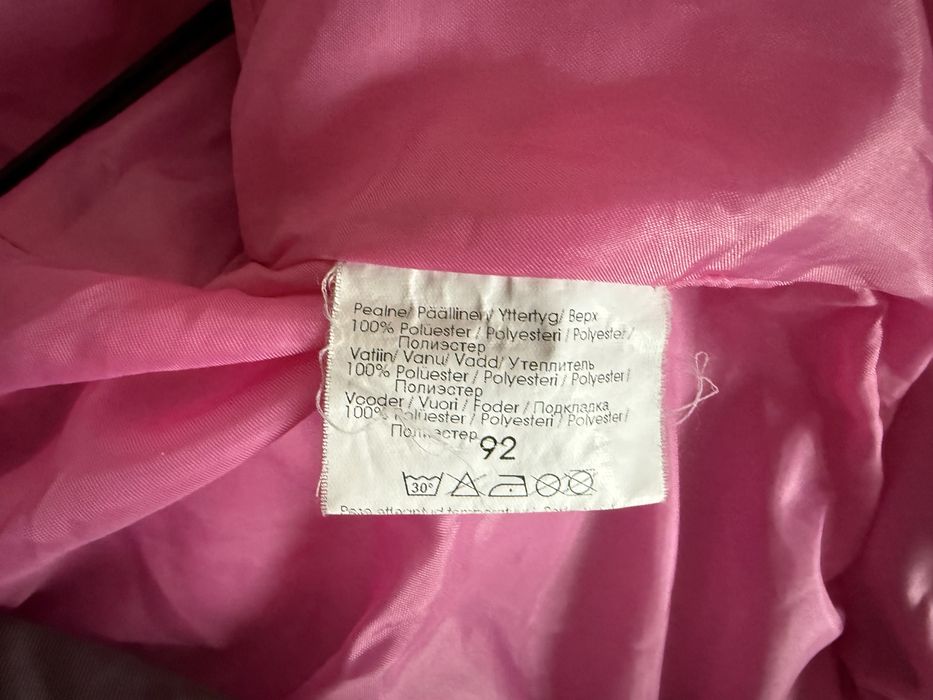 Pealne/ Päällinen/ Yttertyg/ Верх
100% Polüester / Polyesteri / Polyester/
Полиэстер
Vatiin/ Vanu/ Vadd/ Утеплитель
100% Polüester / Polyesteri / Polyester/
Полиэстер
Vooder / Vuori / Foder / Подкладка
100% Polüester / Polyesteri / Polyester/
Полиэстер
92
30°